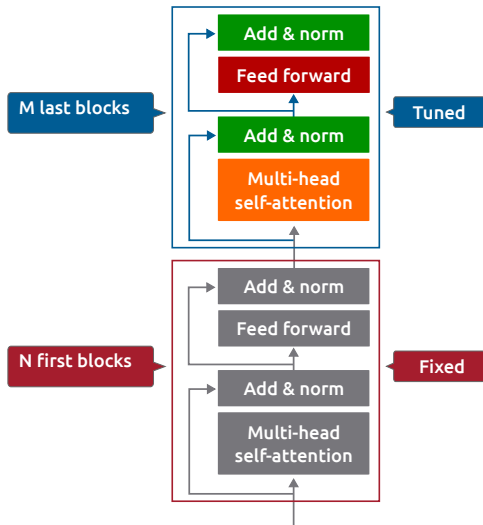 Add & norm
Feed forward
M last blocks
Tuned
Add & norm
Multi-head
self-attention
Add & norm
Feed forward
N first blocks
Fixed
Add & norm
Multi-head
self-attention